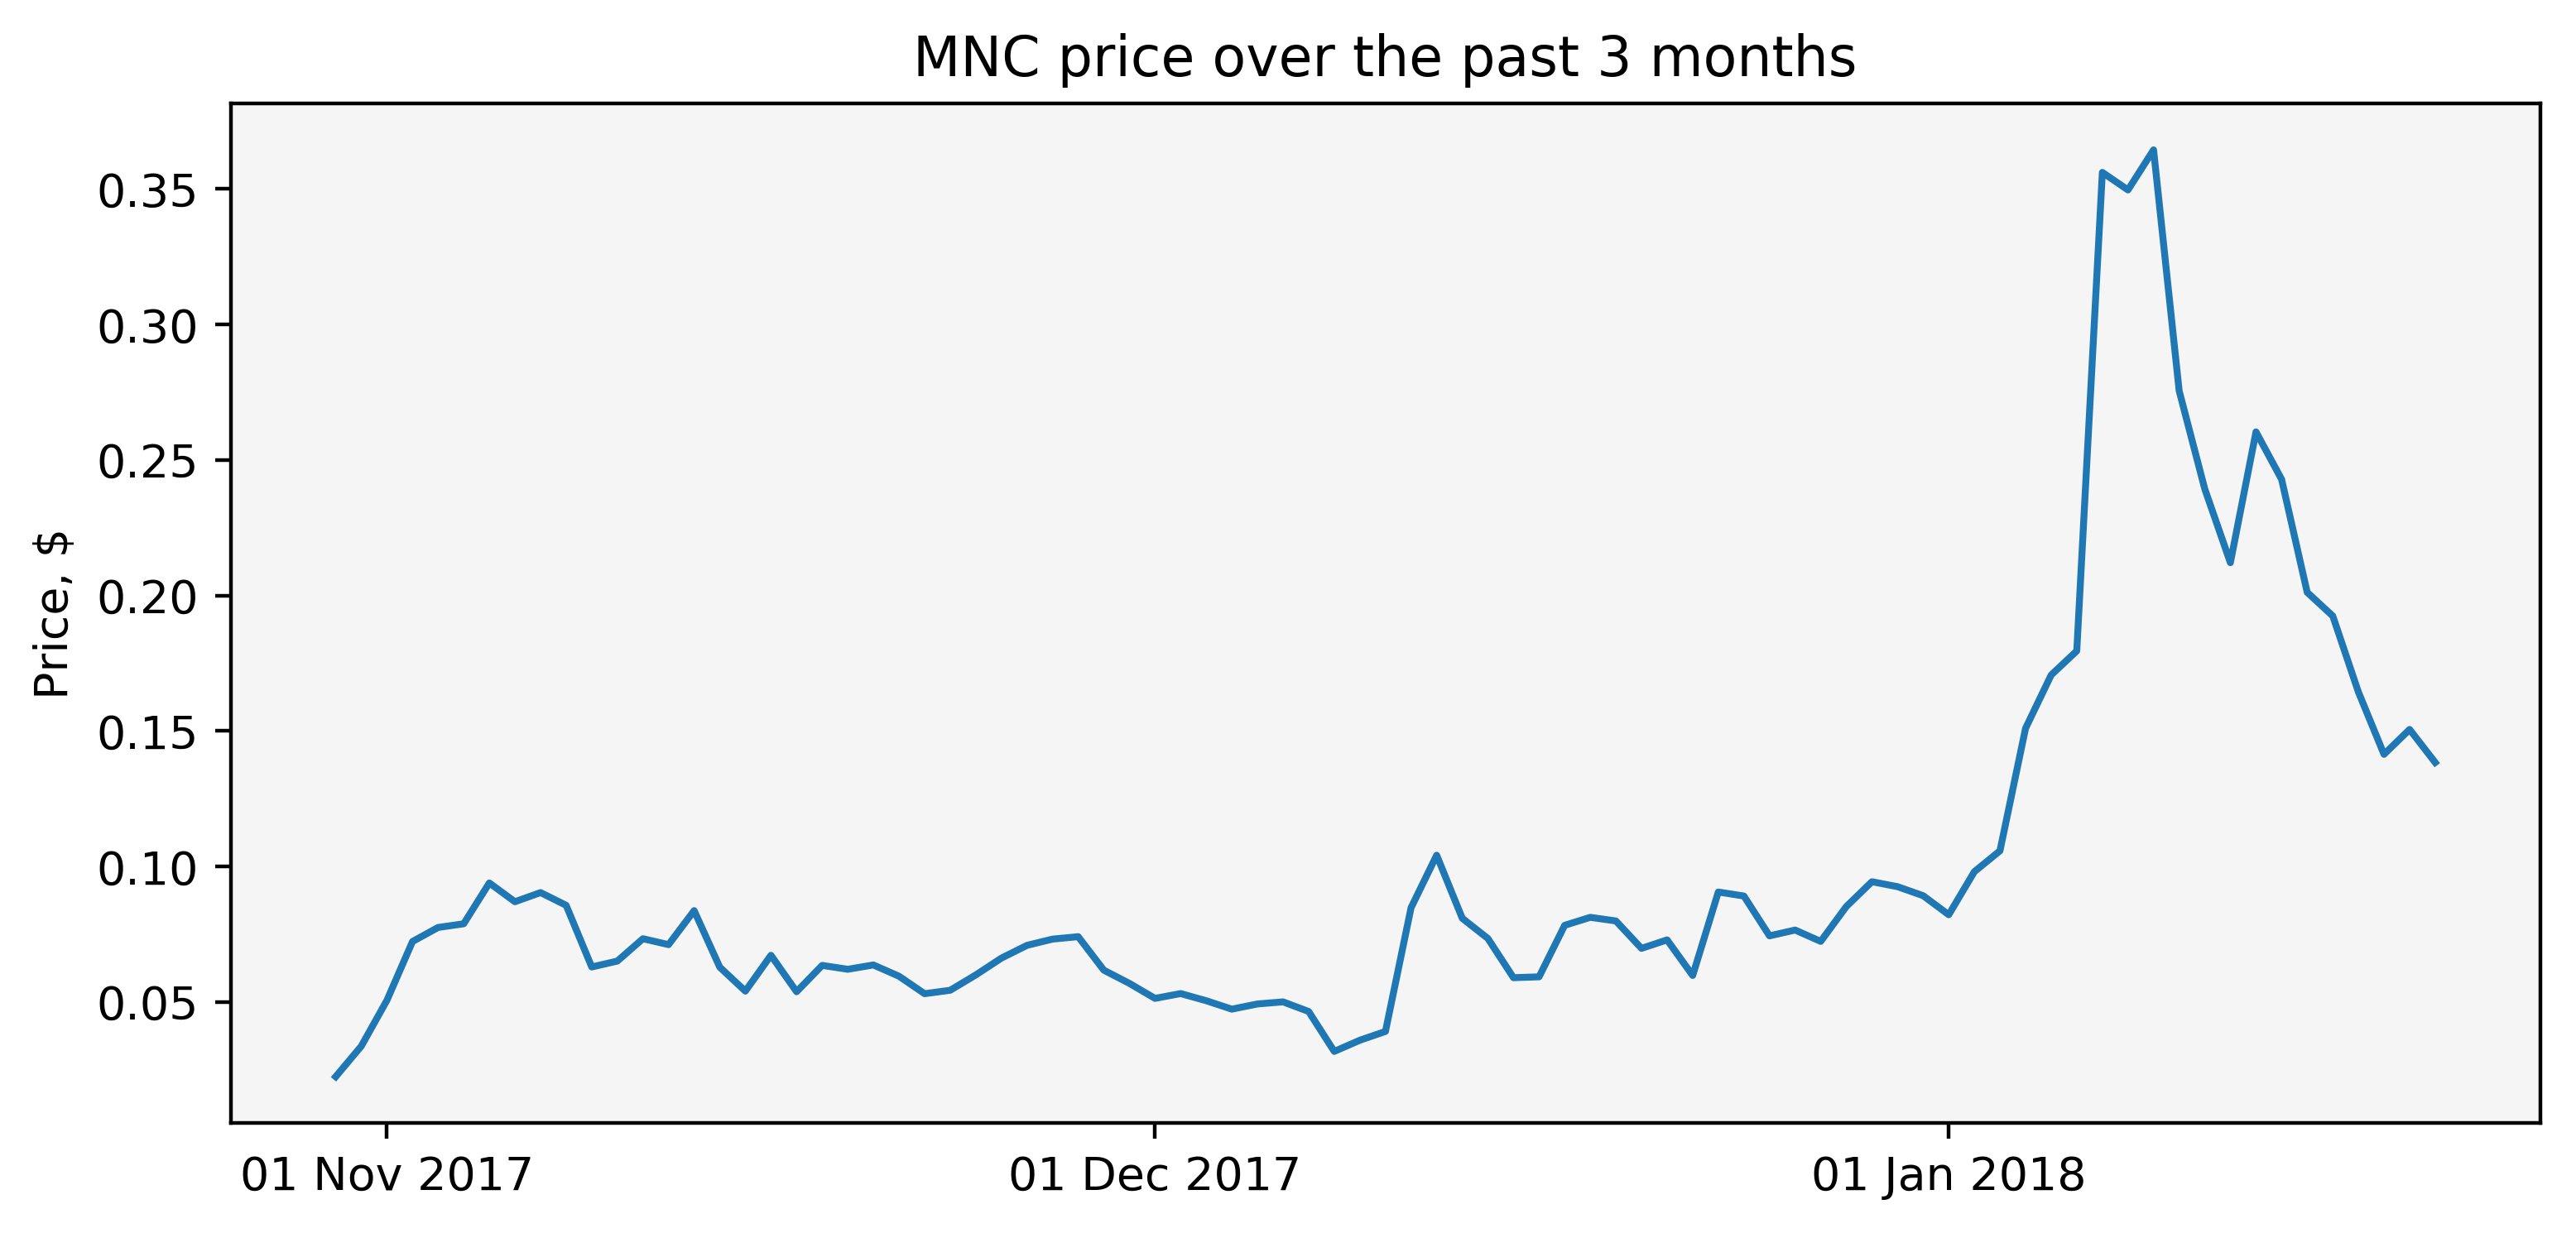 MNC price over the past 3 months
Price, $
0.35
0.30
0.25
0.20
0.15
0.10
0.05
01 Nov 2017
01 Dec 2017
01 Jan 2018